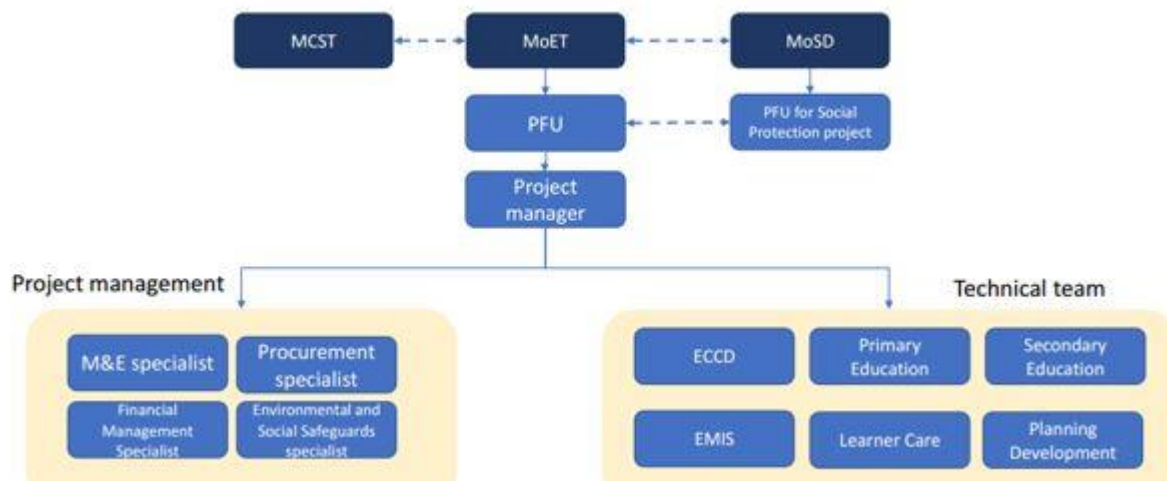 MCST
MoET
MoSD
PFU
PFU for Social
Protection project
Project
manager
Project management
Technical team
M&E specialist
Procurement
specialist
Financial
Management
Specialist
Environmental and
Social Safeguards
specialist
ECCD
Primary
Education
Secondary
Education
EMIS
Learner Care
Planning
Development